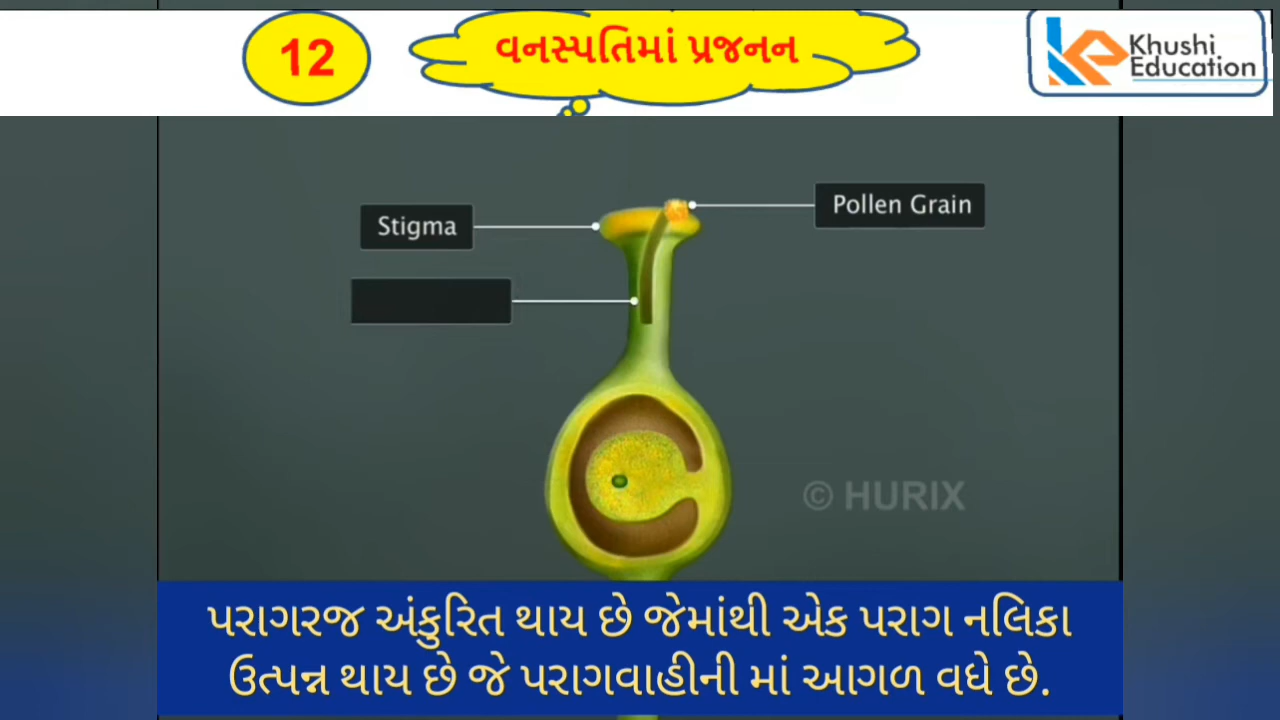 12
વનસ્પતિમાં પ્રજનન
Khushi
Education
Pollen Grain
Stigma
© HURIX
પરાગરજ અંકુરિત થાય છે જેમાંથી એક પરાગ નલિકા
ઉત્પન્ન થાય છે જે પરાગવાહીની માં આગળ વધે છે.